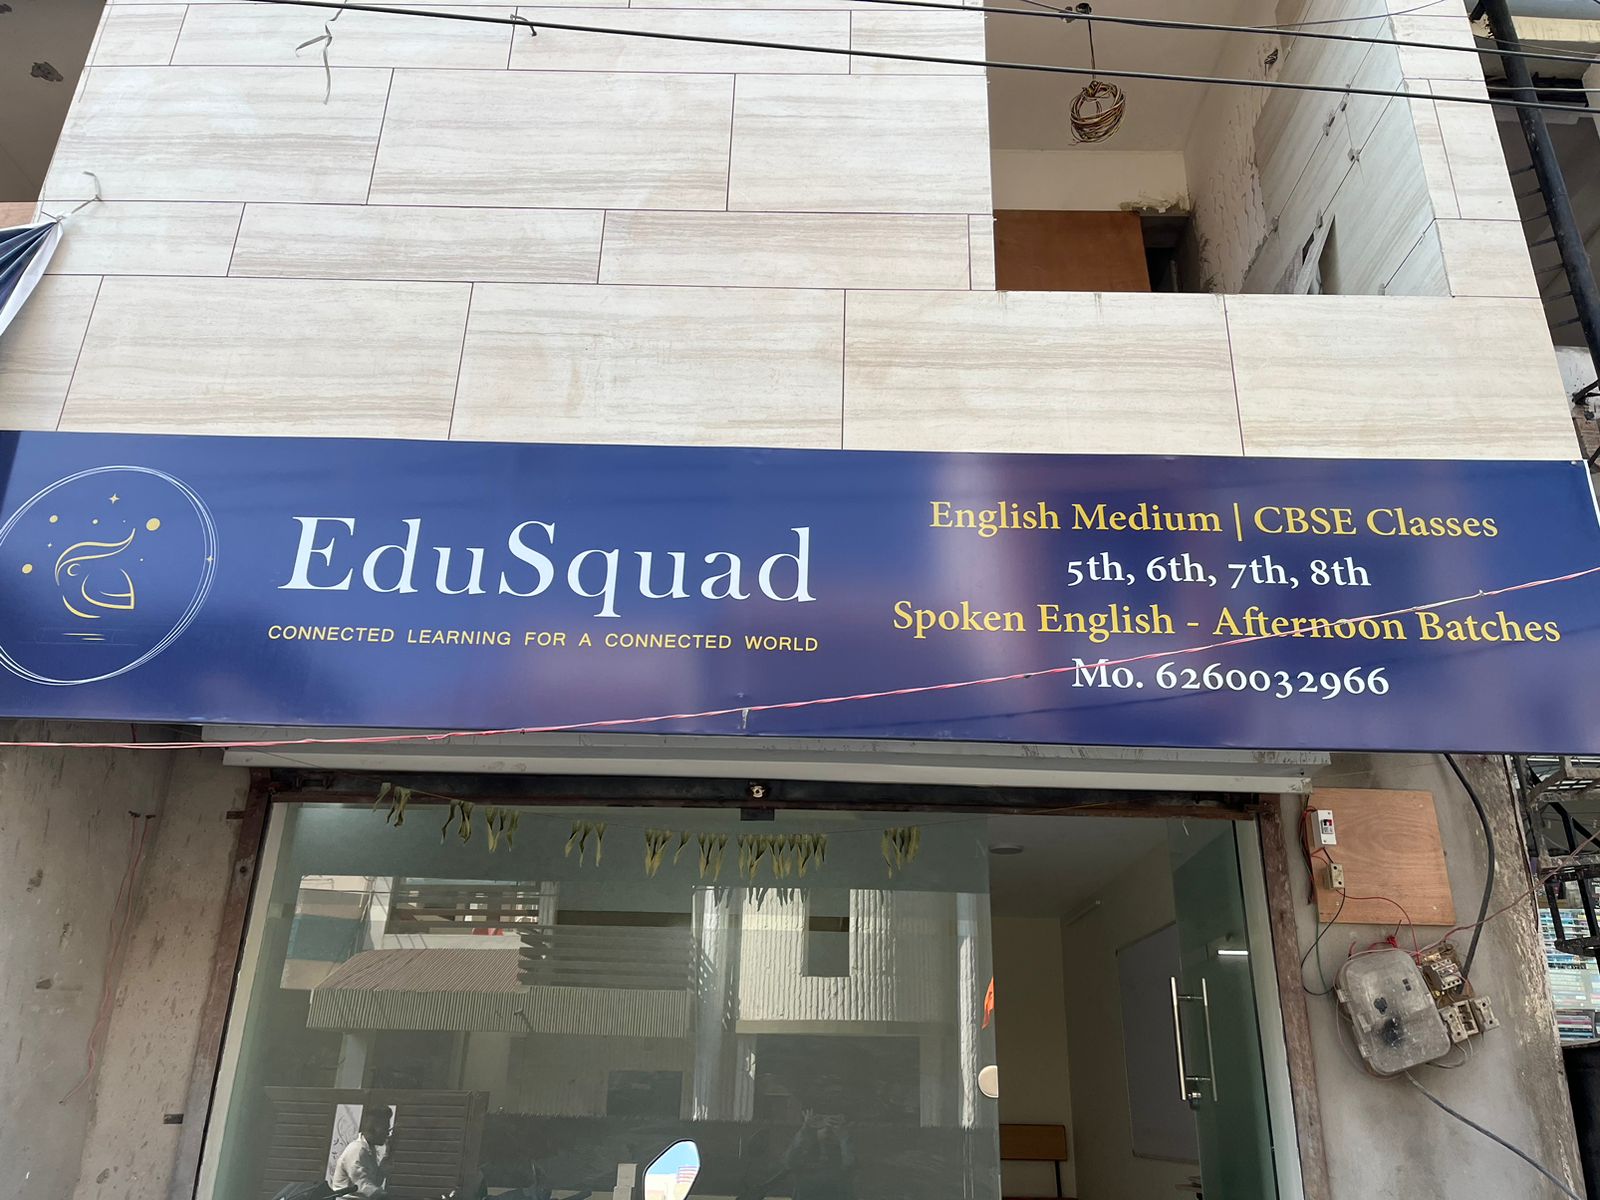 EduSquad
CONNECTED LEARNING FOR A CONNECTED WORLD
English Medium | CBSE Classes
5th, 6th, 7th, 8th
Spoken English - Afternoon Batches
Mo. 6260032966